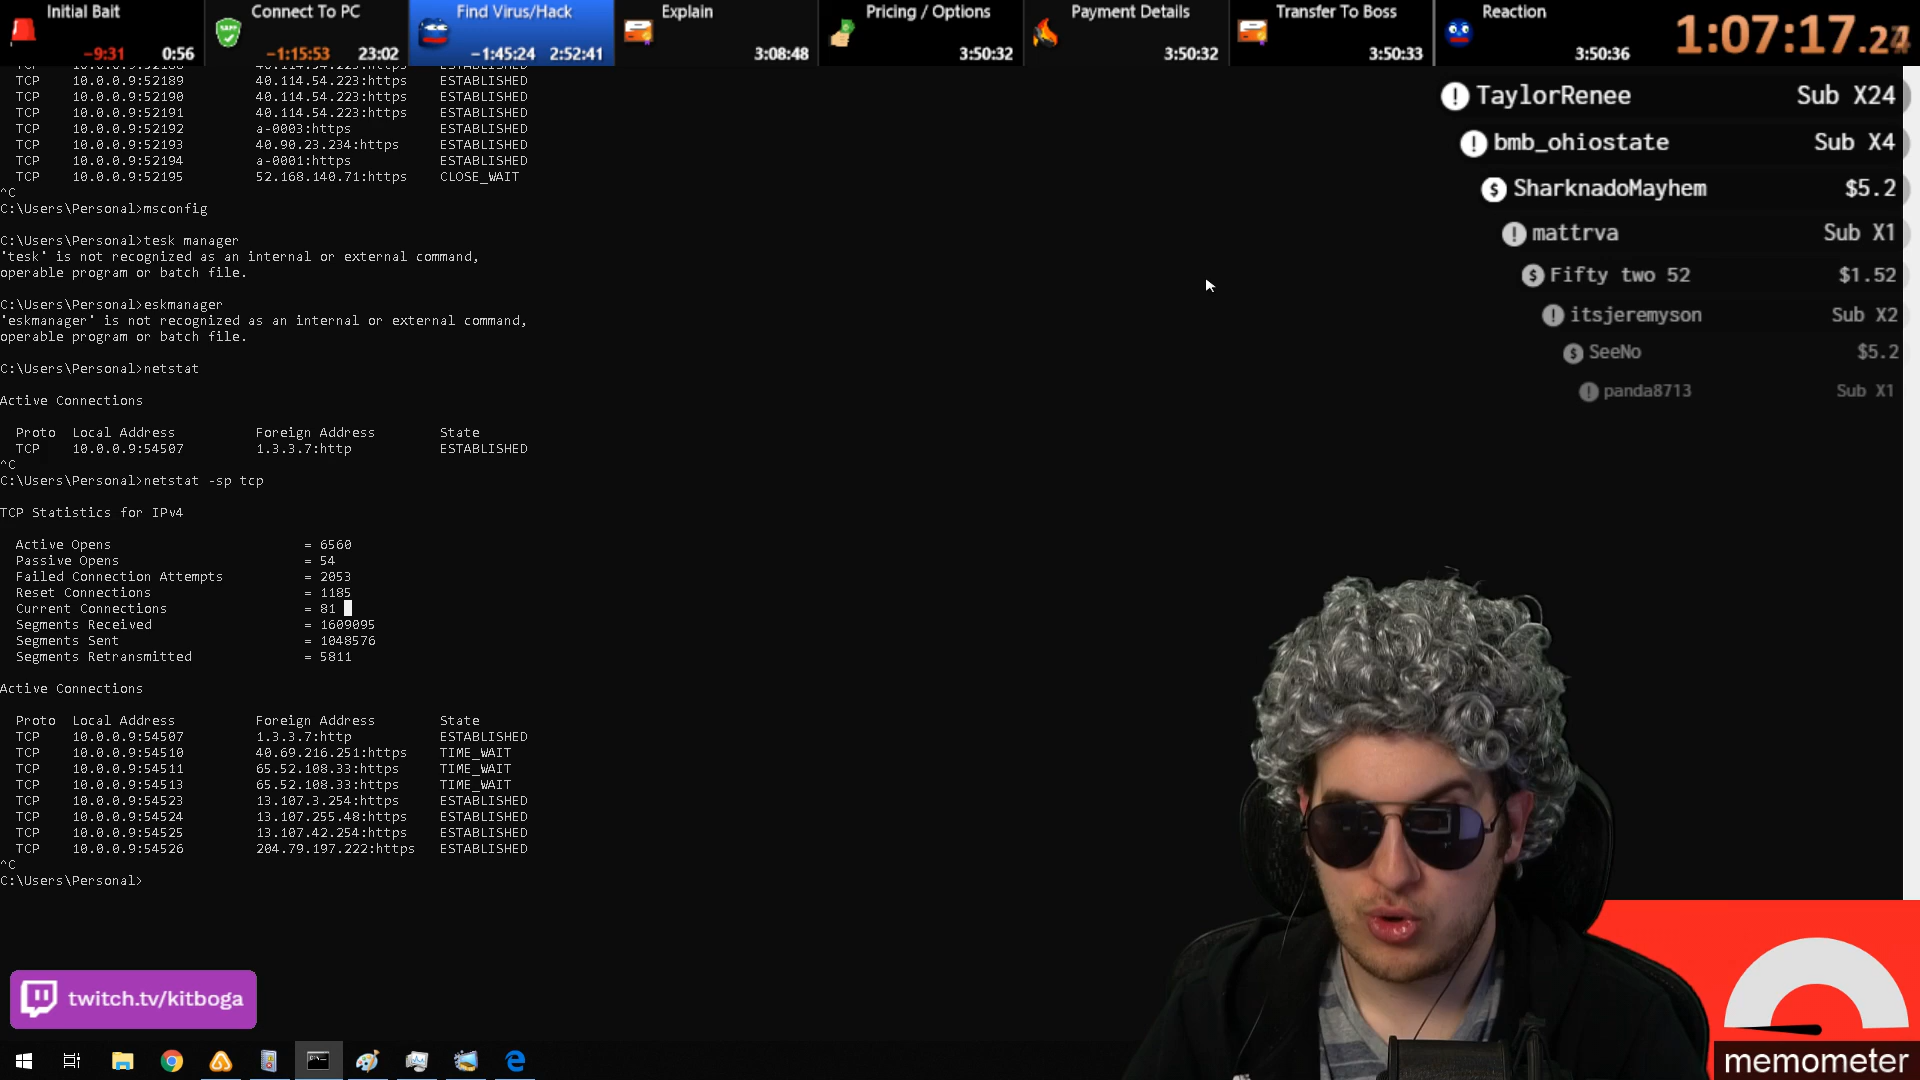 Initial Bait
-9:31 0:56
Connect To PC
-1:15:53 23:02
Find Virus/Hack
-1:45:24 2:52:41
Explain
3:08:48
Pricing / Options
3:50:32
Payment Details
3:50:32
Transfer To Boss
3:50:33
Reaction
3:50:36
1:07:17
TCP 10.0.0.9:52189 40.114.54.223:https ESTABLISHED
TCP 10.0.0.9:52190 40.114.54.223:https ESTABLISHED
TCP 10.0.0.9:52191 40.114.54.223:https ESTABLISHED
TCP 10.0.0.9:52192 a-0003:https ESTABLISHED
TCP 10.0.0.9:52193 40.90.23.234:https ESTABLISHED
TCP 10.0.0.9:52194 a-0001:https ESTABLISHED
TCP 10.0.0.9:52195 52.168.140.71:https CLOSE_WAIT
^C
C:\Users\Personal>msconfig
C:\Users\Personal>tesk manager
'tesk' is not recognized as an internal or external command,
operable program or batch file.
C:\Users\Personal>eskmanager
'eskmanager' is not recognized as an internal or external command,
operable program or batch file.
C:\Users\Personal>netstat
Active Connections
Proto Local Address Foreign Address State
TCP 10.0.0.9:54507 1.3.3.7:http ESTABLISHED
^C
C:\Users\Personal>netstat -sp tcp
TCP Statistics for IPv4
Active Opens = 6560
Passive Opens = 54
Failed Connection Attempts = 2053
Reset Connections = 1185
Current Connections = 81
Segments Received = 1609095
Segments Sent = 1048576
Segments Retransmitted = 5811
Active Connections
Proto Local Address Foreign Address State
TCP 10.0.0.9:54507 1.3.3.7:http ESTABLISHED
TCP 10.0.0.9:54510 40.69.216.251:https TIME_WAIT
TCP 10.0.0.9:54511 65.52.108.33:https TIME_WAIT
TCP 10.0.0.9:54513 65.52.108.33:https TIME_WAIT
TCP 10.0.0.9:54523 13.107.3.254:https ESTABLISHED
TCP 10.0.0.9:54524 13.107.255.48:https ESTABLISHED
TCP 10.0.0.9:54525 13.107.42.254:https ESTABLISHED
TCP 10.0.0.9:54526 204.79.197.222:https ESTABLISHED
^C
C:\Users\Personal>
TaylorRenee Sub X24
bmb_ohiostate Sub X4
SharknadoMayhem $5.2
mattrva Sub X1
Fifty two 52 $1.52
itsjeremyson Sub X2
SeeNo $5.2
panda8713 Sub X1
twitch.tv/kitboga
memometer